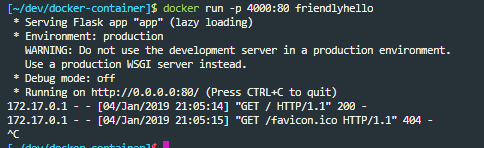 [~/dev/docker-container]$ docker run -p 4000:80 friendlyhello
 * Serving Flask app "app" (lazy loading)
 * Environment: production
   WARNING: Do not use the development server in a production environment.
   Use a production WSGI server instead.
 * Debug mode: off
 * Running on http://0.0.0.0:80/ (Press CTRL+C to quit)
172.17.0.1 - - [04/Jan/2019 21:05:14] "GET / HTTP/1.1" 200 -
172.17.0.1 - - [04/Jan/2019 21:05:15] "GET /favicon.ico HTTP/1.1" 404 -
^C
[~/dev/docker-container]$